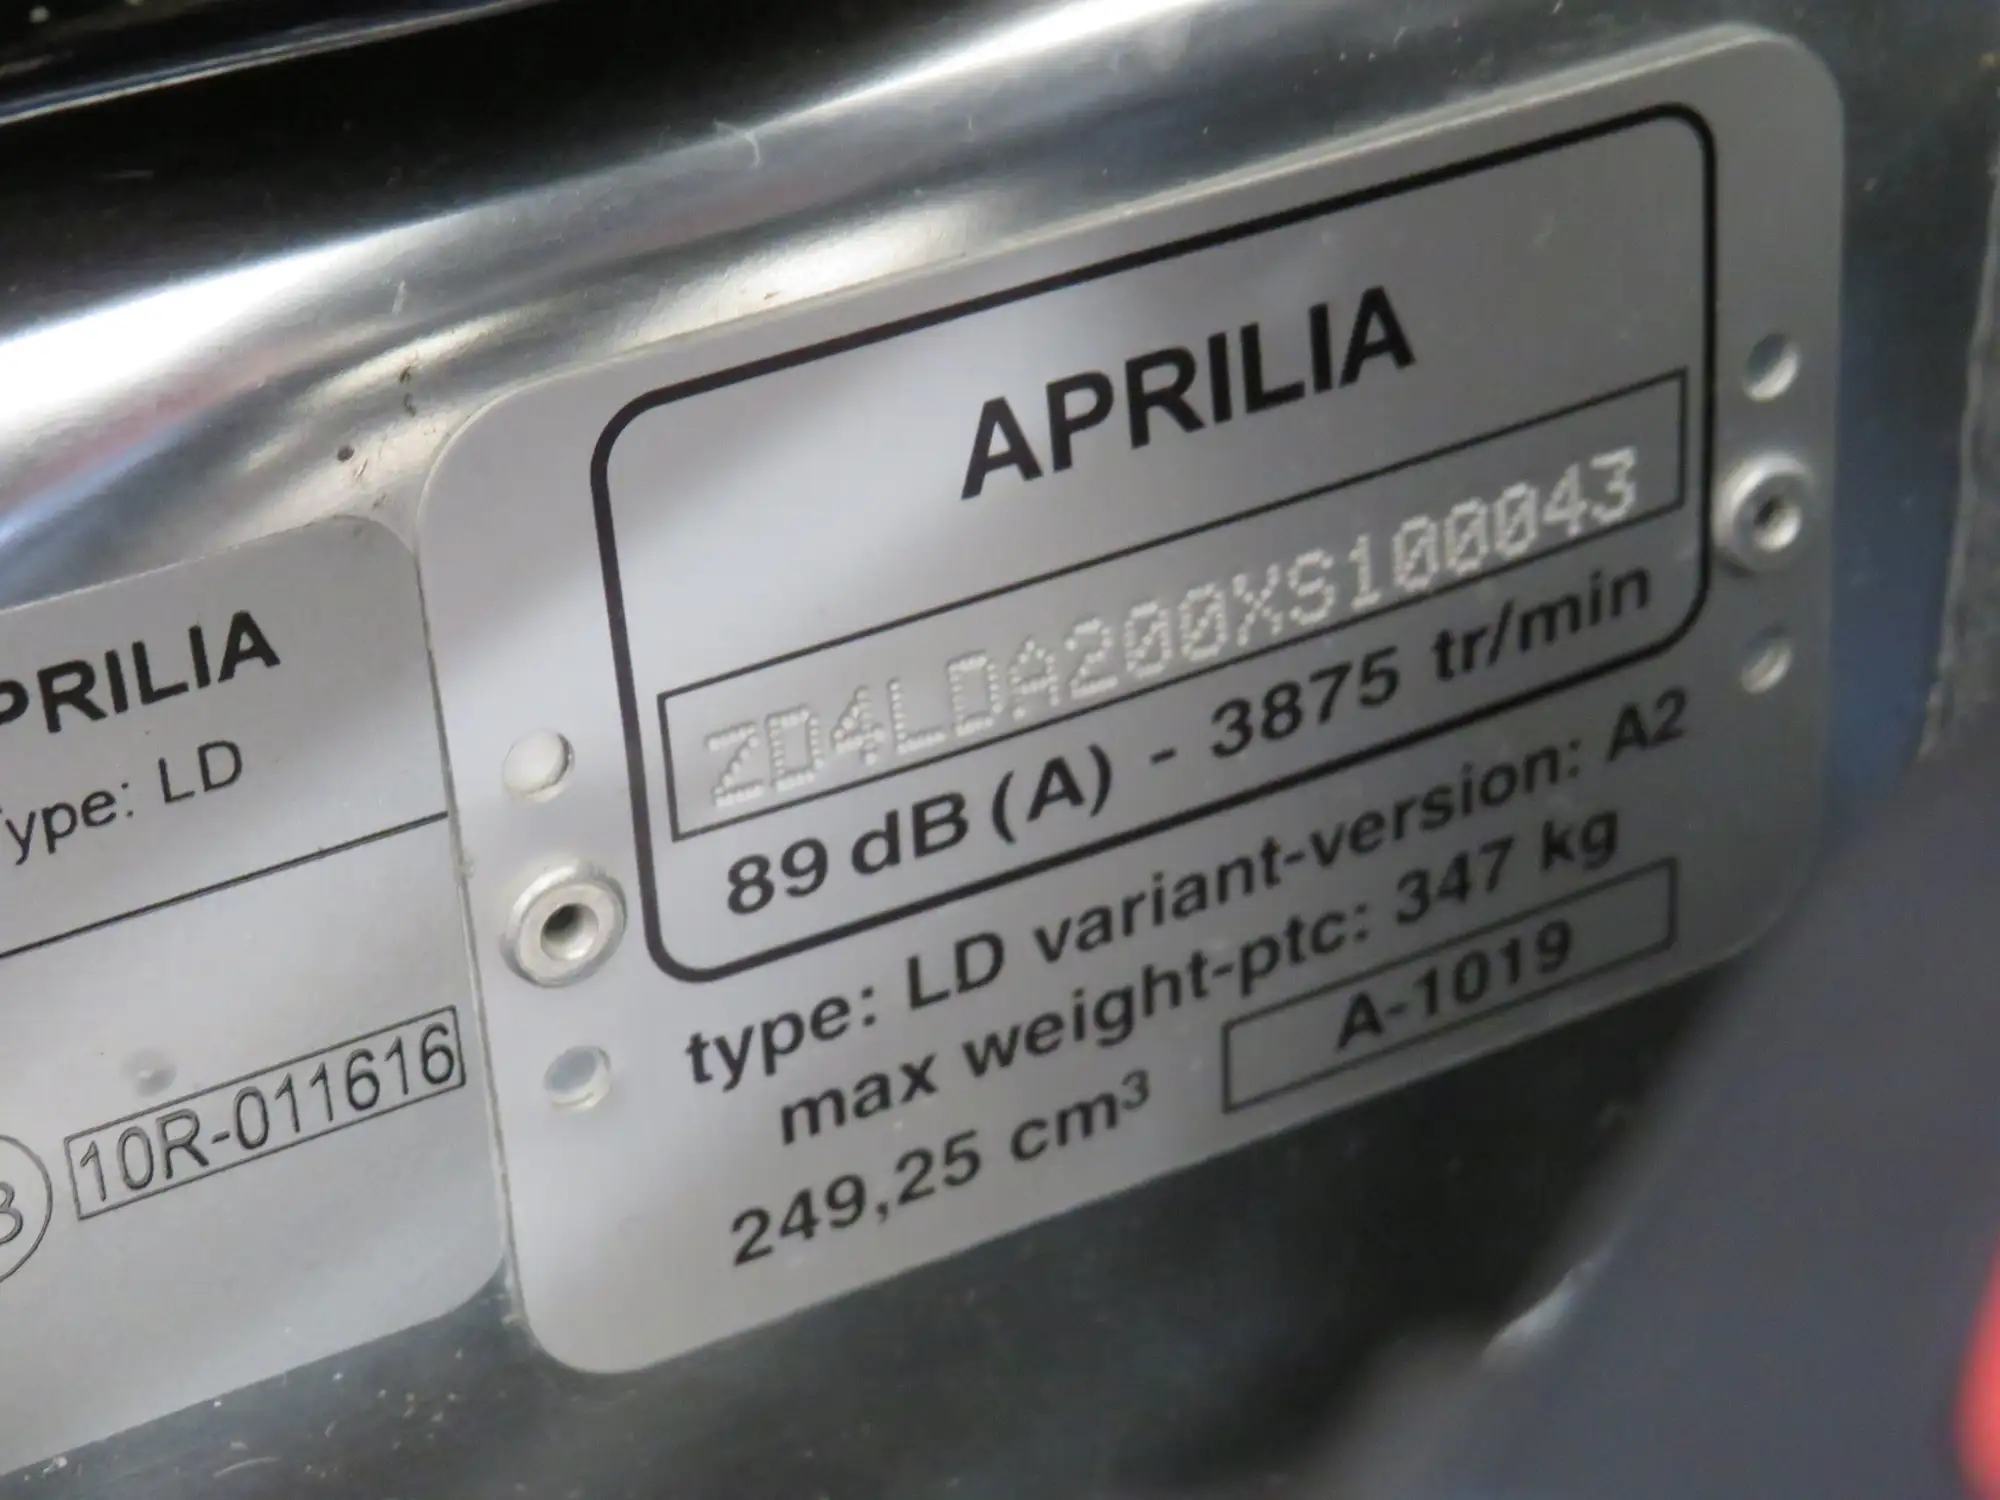 PRILIA
ype: LD
10R-011616
APRILIA
ZD4LDA200XS100043
89 dB (A) - 3875 tr/min
type: LD variant-version: A2
max weight-ptc: 347 kg
249,25 cm³ A-1019